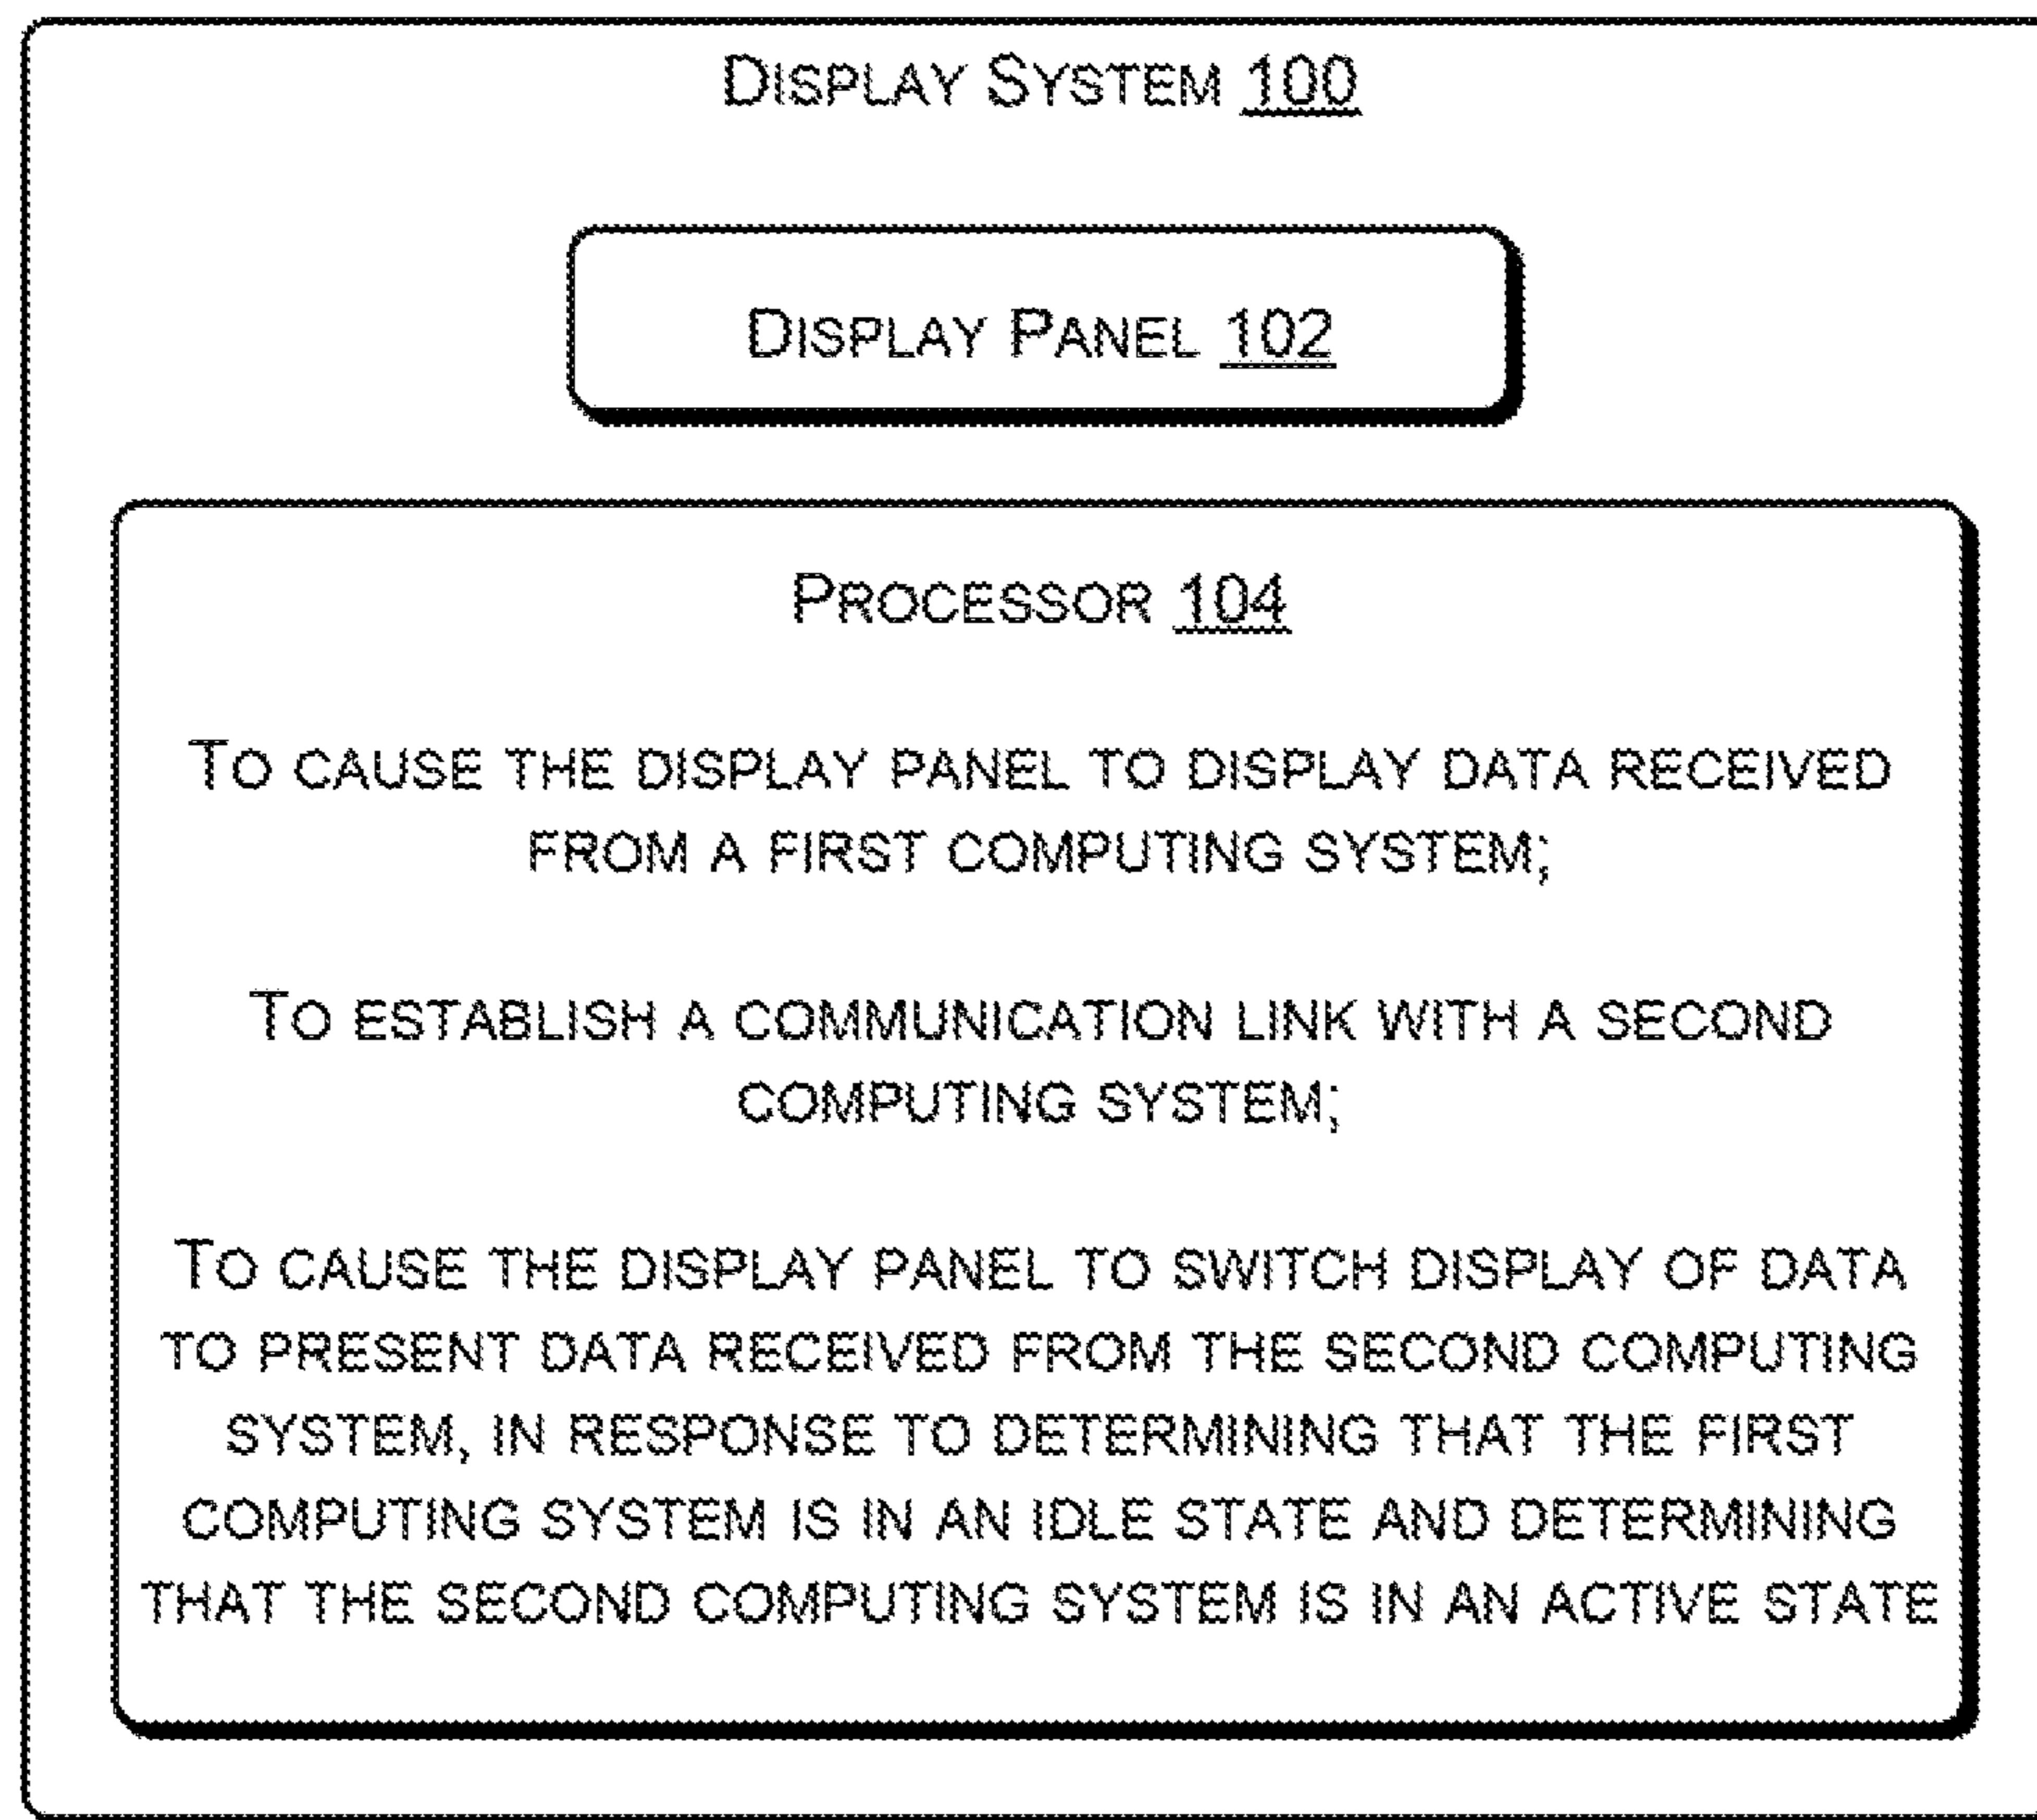 DISPLAY SYSTEM 100
DISPLAY PANEL 102
PROCESSOR 104
TO CAUSE THE DISPLAY PANEL TO DISPLAY DATA RECEIVED
FROM A FIRST COMPUTING SYSTEM;
TO ESTABLISH A COMMUNICATION LINK WITH A SECOND
COMPUTING SYSTEM;
TO CAUSE THE DISPLAY PANEL TO SWITCH DISPLAY OF DATA
TO PRESENT DATA RECEIVED FROM THE SECOND COMPUTING
SYSTEM, IN RESPONSE TO DETERMINING THAT THE FIRST
COMPUTING SYSTEM IS IN AN IDLE STATE AND DETERMINING
THAT THE SECOND COMPUTING SYSTEM IS IN AN ACTIVE STATE